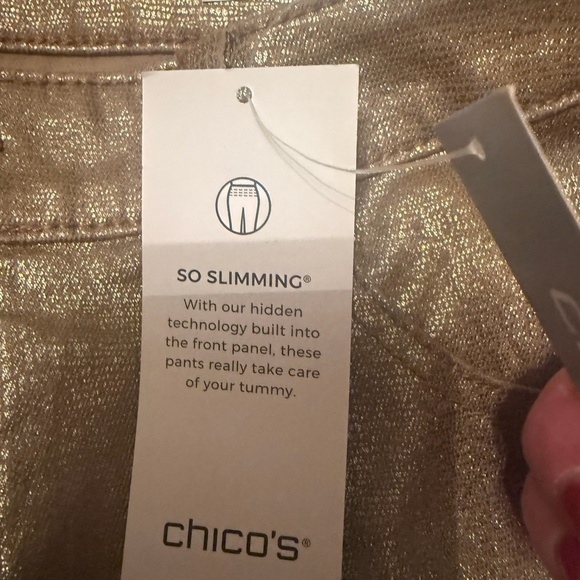 SO SLIMMING®
With our hidden
technology built into
the front panel, these
pants really take care
of your tummy.
chico's®